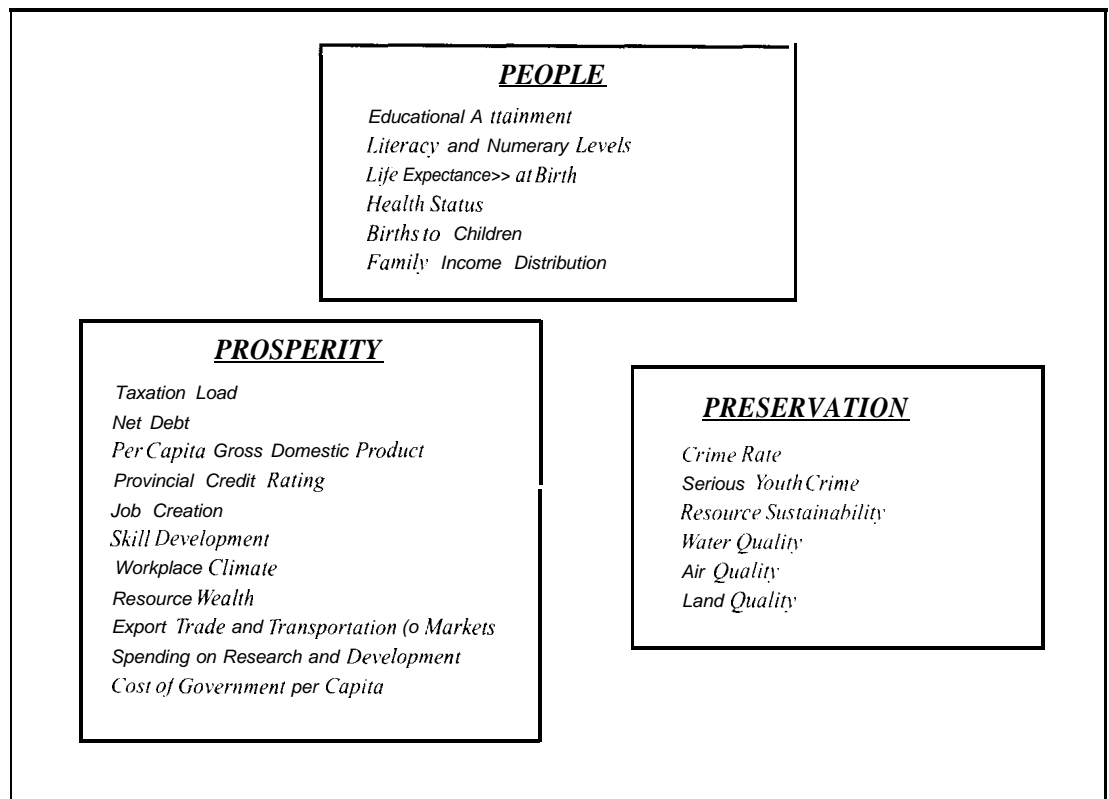 PEOPLE
Educational A ttainment
Literacy and Numerary Levels
Life Expectance>> at Birth
Health Status
Births to Children
Family Income Distribution
PROSPERITY
Taxation Load
Net Debt
Per Capita Gross Domestic Product
Provincial Credit Rating
Job Creation
Skill Development
Workplace Climate
Resource Wealth
Export Trade and Transportation (o Markets
Spending on Research and Development
Cost of Government per Capita
PRESERVATION
Crime Rate
Serious Youth Crime
Resource Sustainability
Water Quality
Air Quality
Land Quality